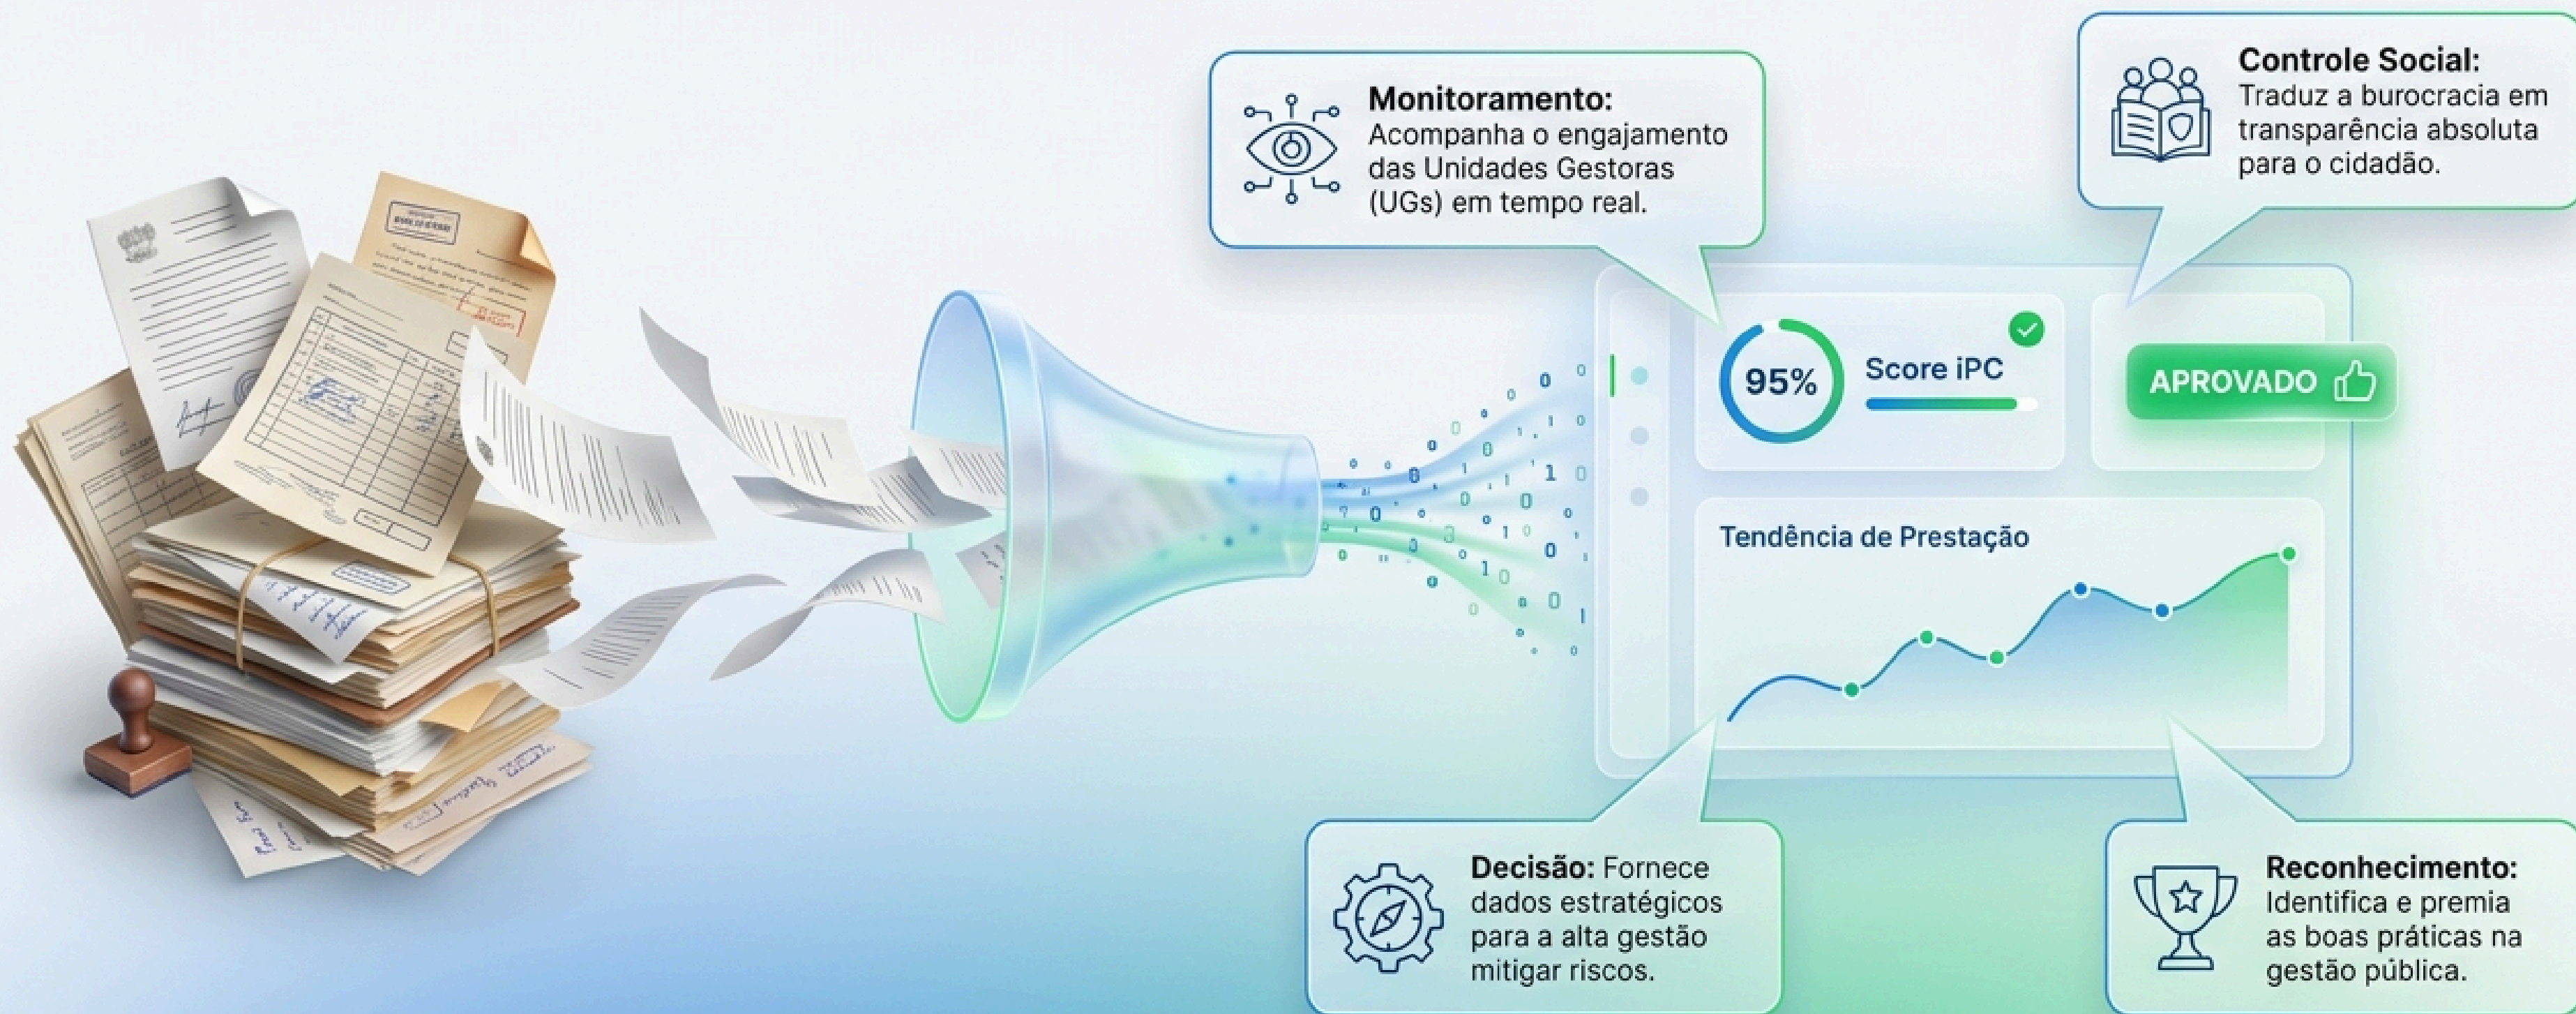 Monitoramento:
Acompanha o engajamento
das Unidades Gestoras
(UGs) em tempo real.
Controle Social:
Traduz a burocracia em
transparência absoluta
para o cidadão.
95%
Score iPC
APROVADO
Tendência de Prestação
Decisão: Fornece
dados estratégicos
para a alta gestão
mitigar riscos.
Reconhecimento:
Identifica e premia
as boas práticas na
gestão pública.